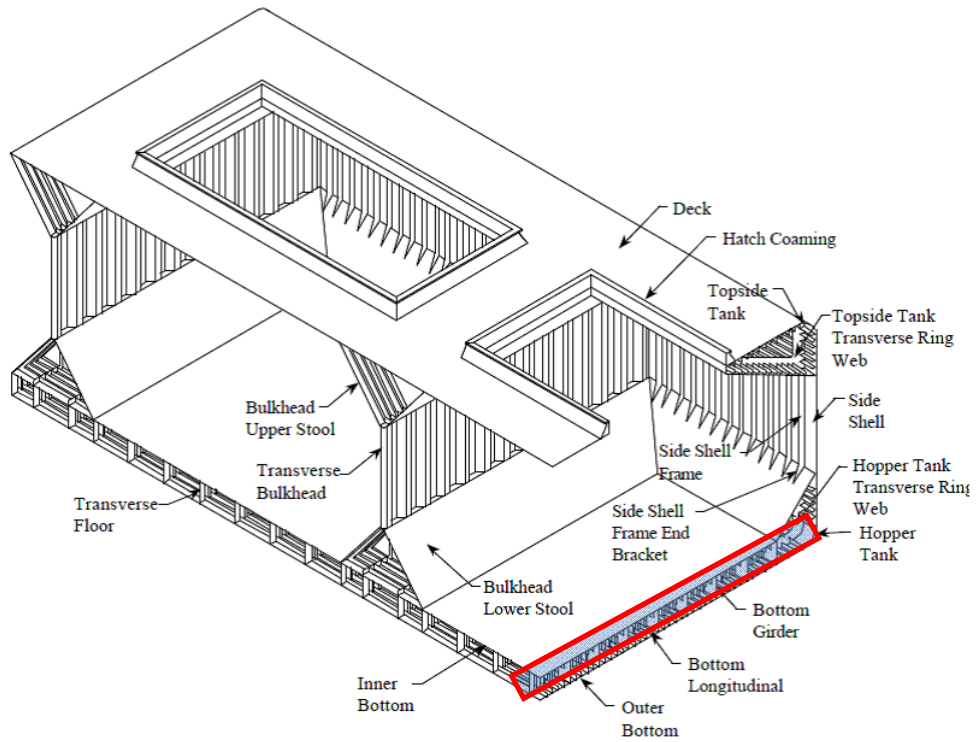 Deck
Hatch Coaming
Topside
Tank
Topside Tank
Transverse Ring
Web
Side
Shell
Bulkhead
Upper Stool
Side Shell
Frame
Transverse
Bulkhead
Hopper Tank
Transverse Ring
Web
Transverse
Floor
Side Shell
Frame End
Bracket
Hopper
Tank
Bulkhead
Lower Stool
Bottom
Girder
Inner
Bottom
Bottom
Longitudinal
Outer
Bottom